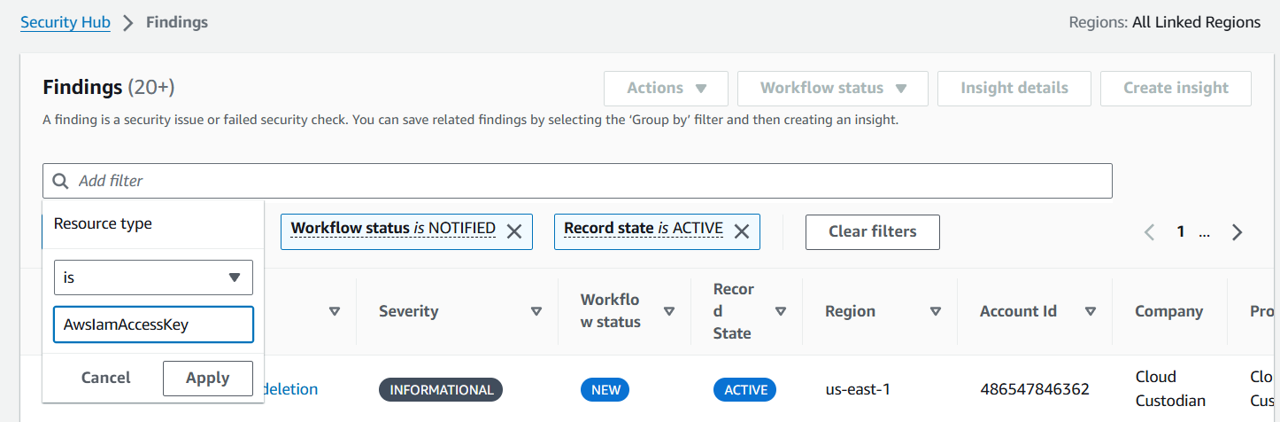 Security Hub > Findings
Regions: All Linked Regions
Findings (20+)
Actions
Workflow status
Insight details
Create insight
A finding is a security issue or failed security check. You can save related findings by selecting the 'Group by' filter and then creating an insight.
Add filter
Resource type
is
AwsIamAccessKey
Cancel
Apply
Workflow status is NOTIFIED
Record state is ACTIVE
Clear filters
1 ...
Severity
Workflo
w status
Recor
d
State
Region
Account Id
Company
Pro
deletion
INFORMATIONAL
NEW
ACTIVE
us-east-1
486547846362
Cloud
Custodian
Clo
Cus